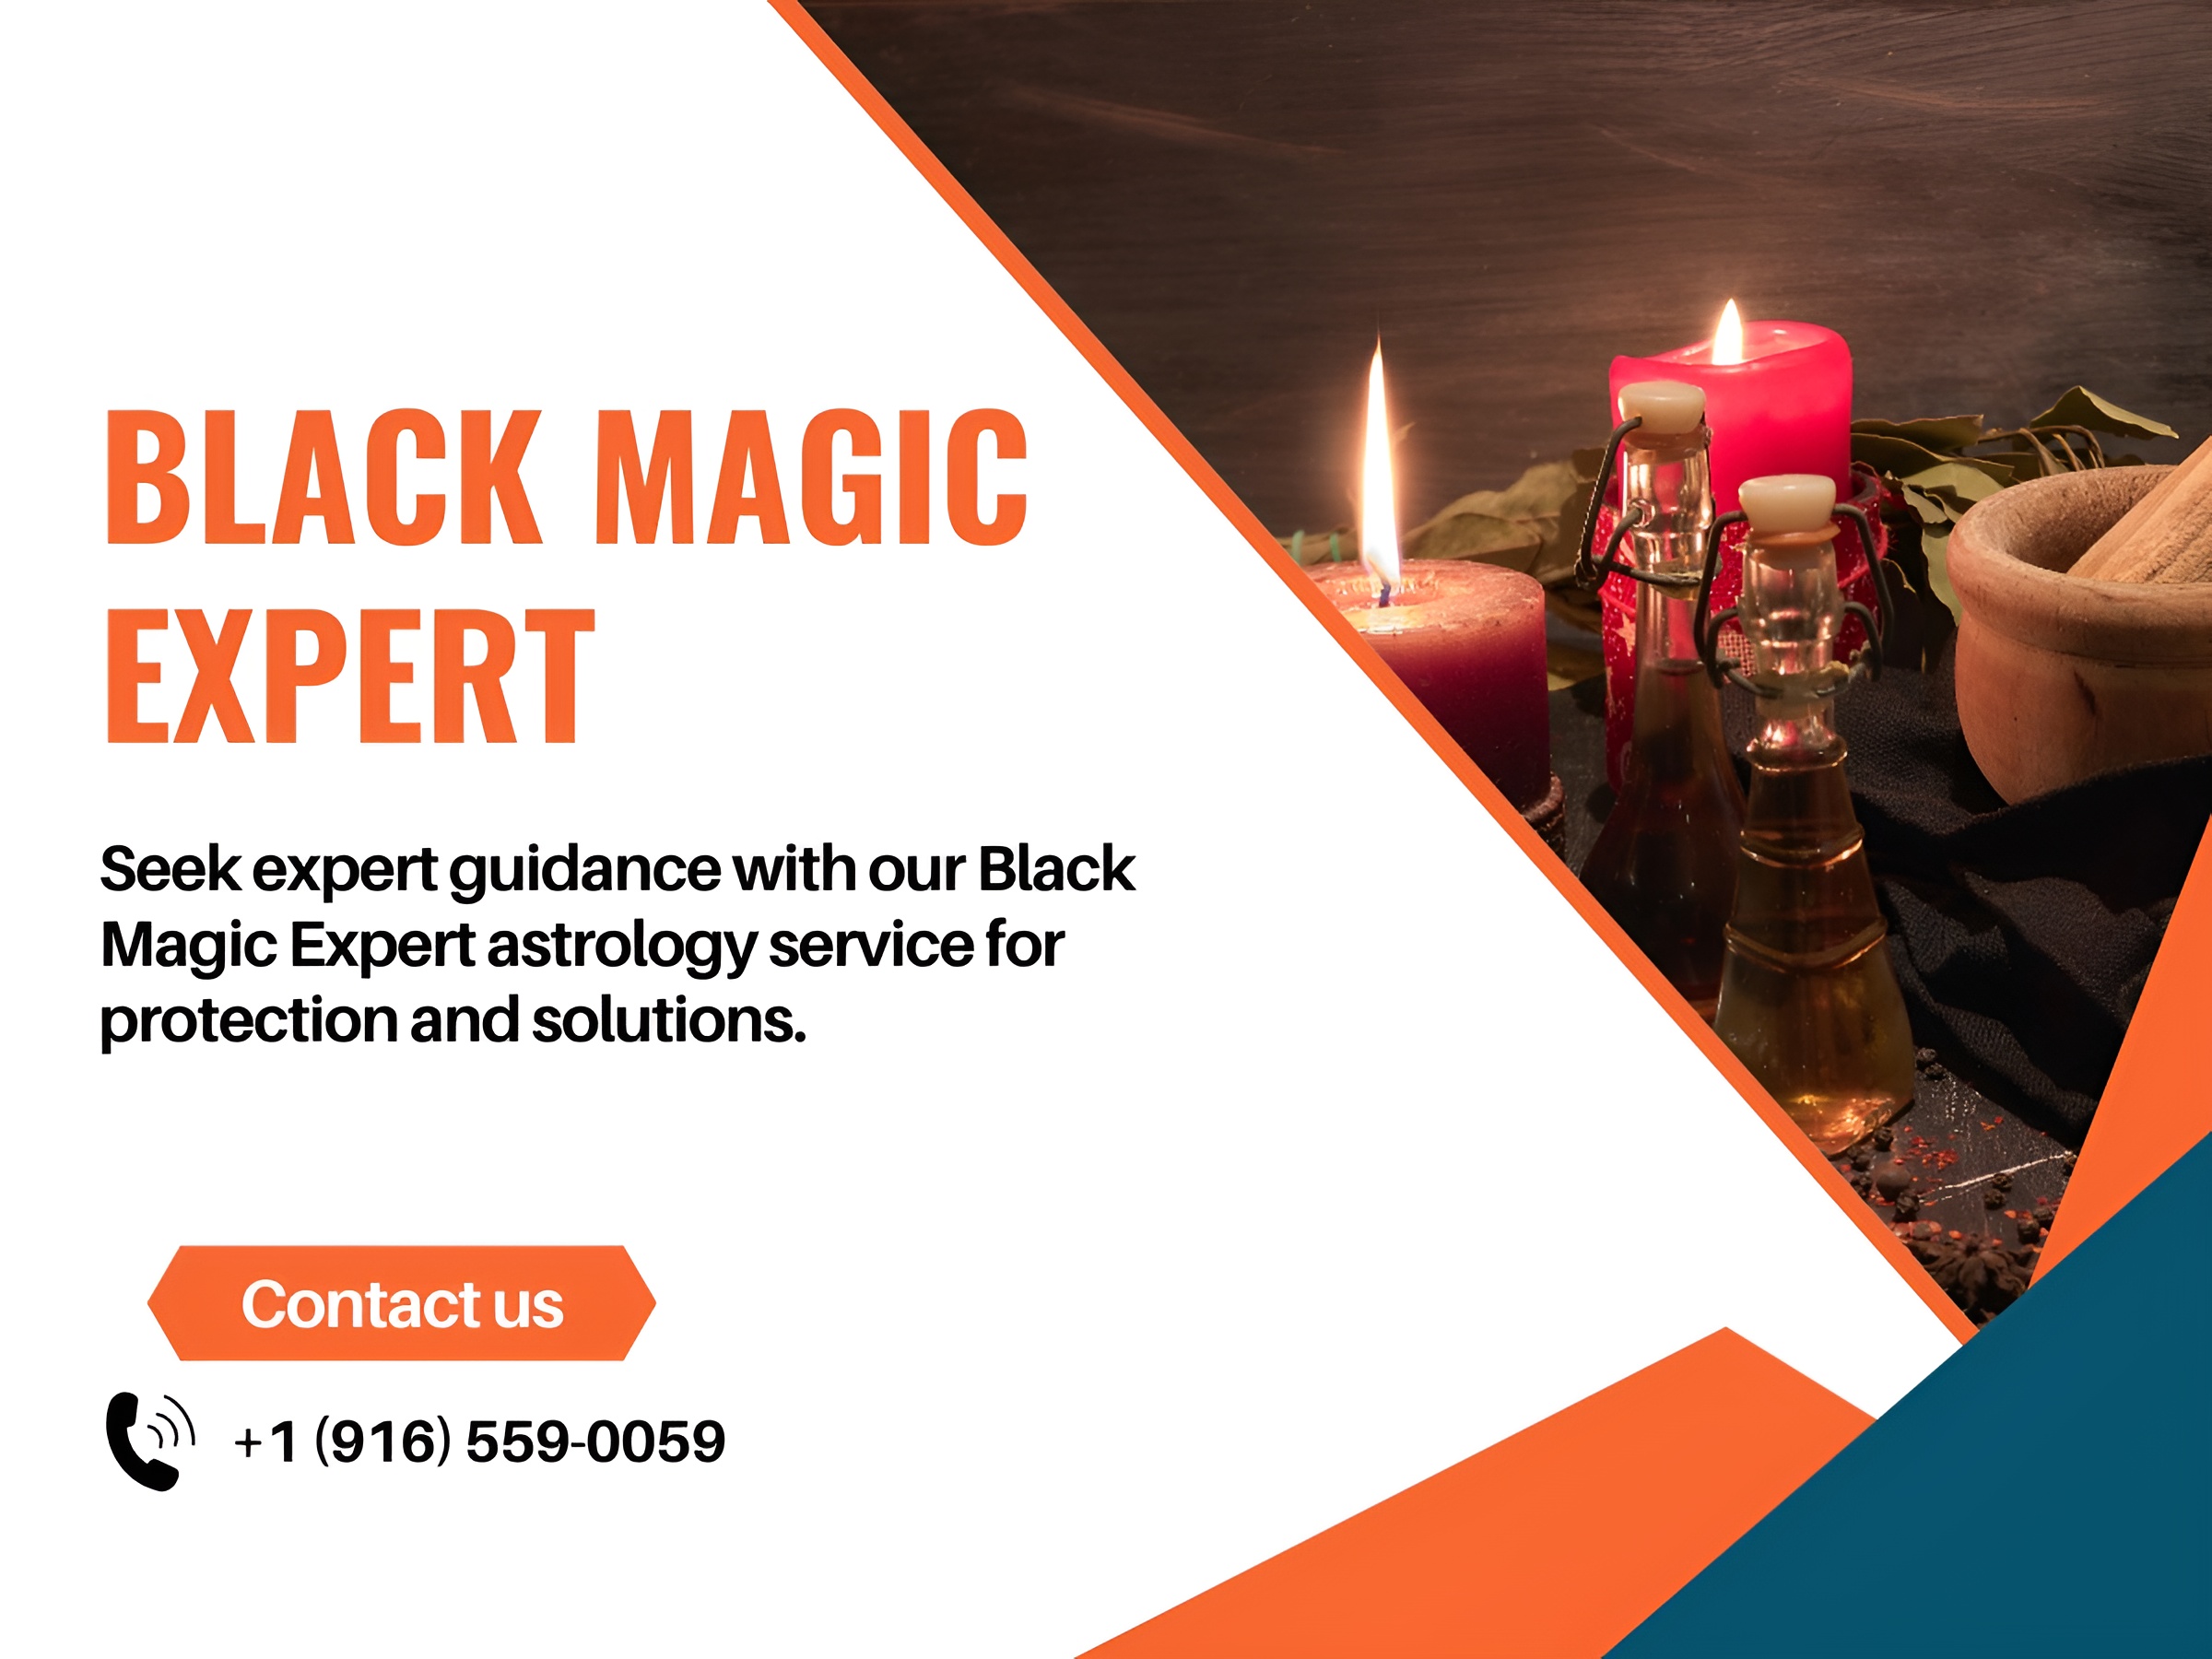 BLACK MAGIC
EXPERT
Seek expert guidance with our Black
Magic Expert astrology service for
protection and solutions.
Contact us
+1 (916) 559-0059